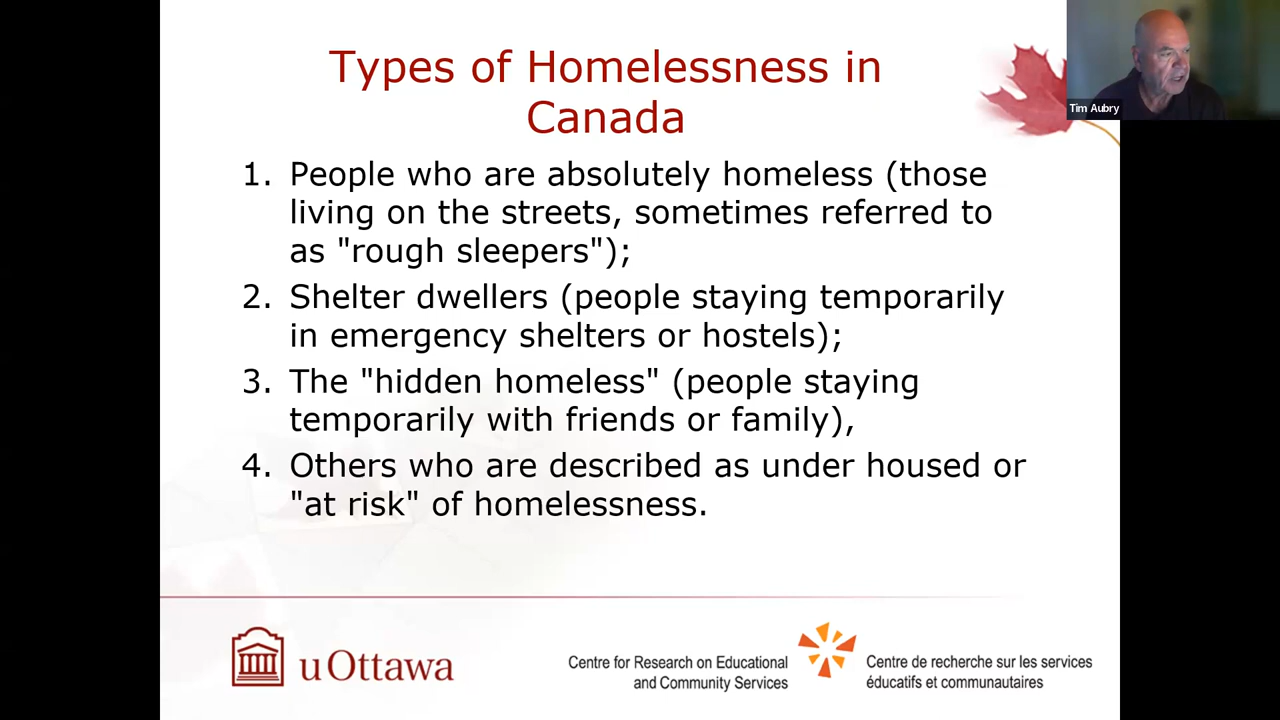 Types of Homelessness in
Canada
Tim Aubry
1. People who are absolutely homeless (those
living on the streets, sometimes referred to
as "rough sleepers");
2. Shelter dwellers (people staying temporarily
in emergency shelters or hostels);
3. The "hidden homeless" (people staying
temporarily with friends or family),
4. Others who are described as under housed or
"at risk" of homelessness.
uOttawa
Centre for Research on Educational
and Community Services
Centre de recherche sur les services
éducatifs et communautaires